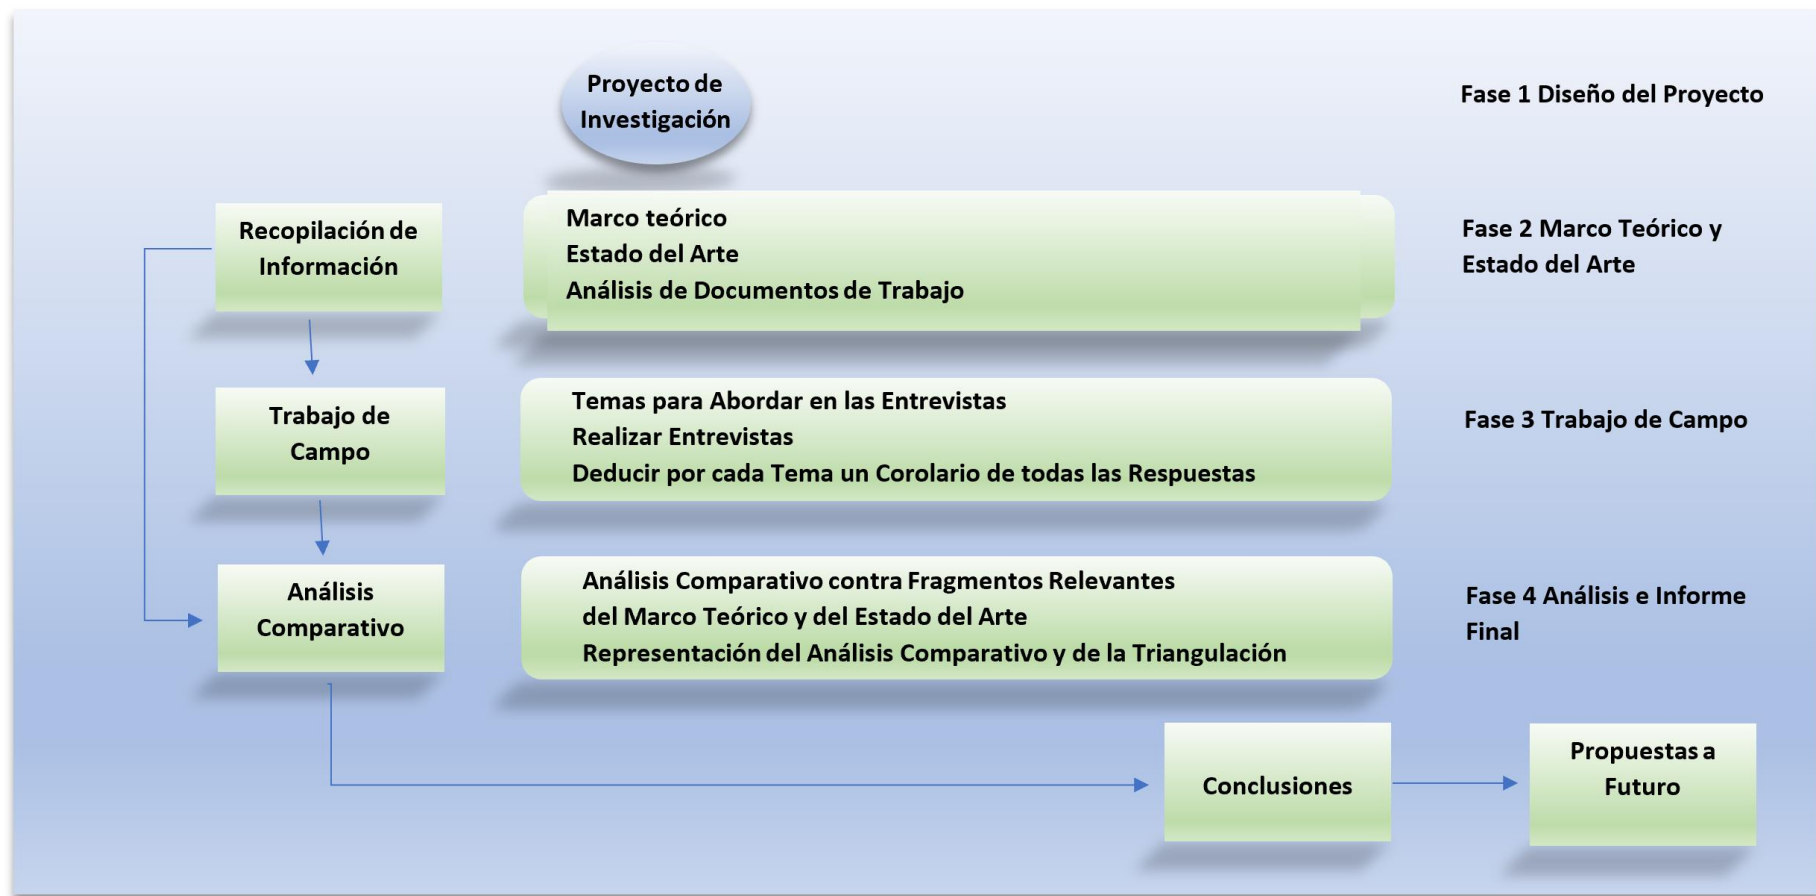 Proyecto de
Investigación
Fase 1 Diseño del Proyecto
Recopilación de
Información
Marco teórico
Estado del Arte
Análisis de Documentos de Trabajo
Fase 2 Marco Teórico y
Estado del Arte
Trabajo de
Campo
Temas para Abordar en las Entrevistas
Realizar Entrevistas
Deducir por cada Tema un Corolario de todas las Respuestas
Fase 3 Trabajo de Campo
Análisis
Comparativo
Análisis Comparativo contra Fragmentos Relevantes
del Marco Teórico y del Estado del Arte
Representación del Análisis Comparativo y de la Triangulación
Fase 4 Análisis e Informe
Final
Conclusiones
Propuestas a
Futuro